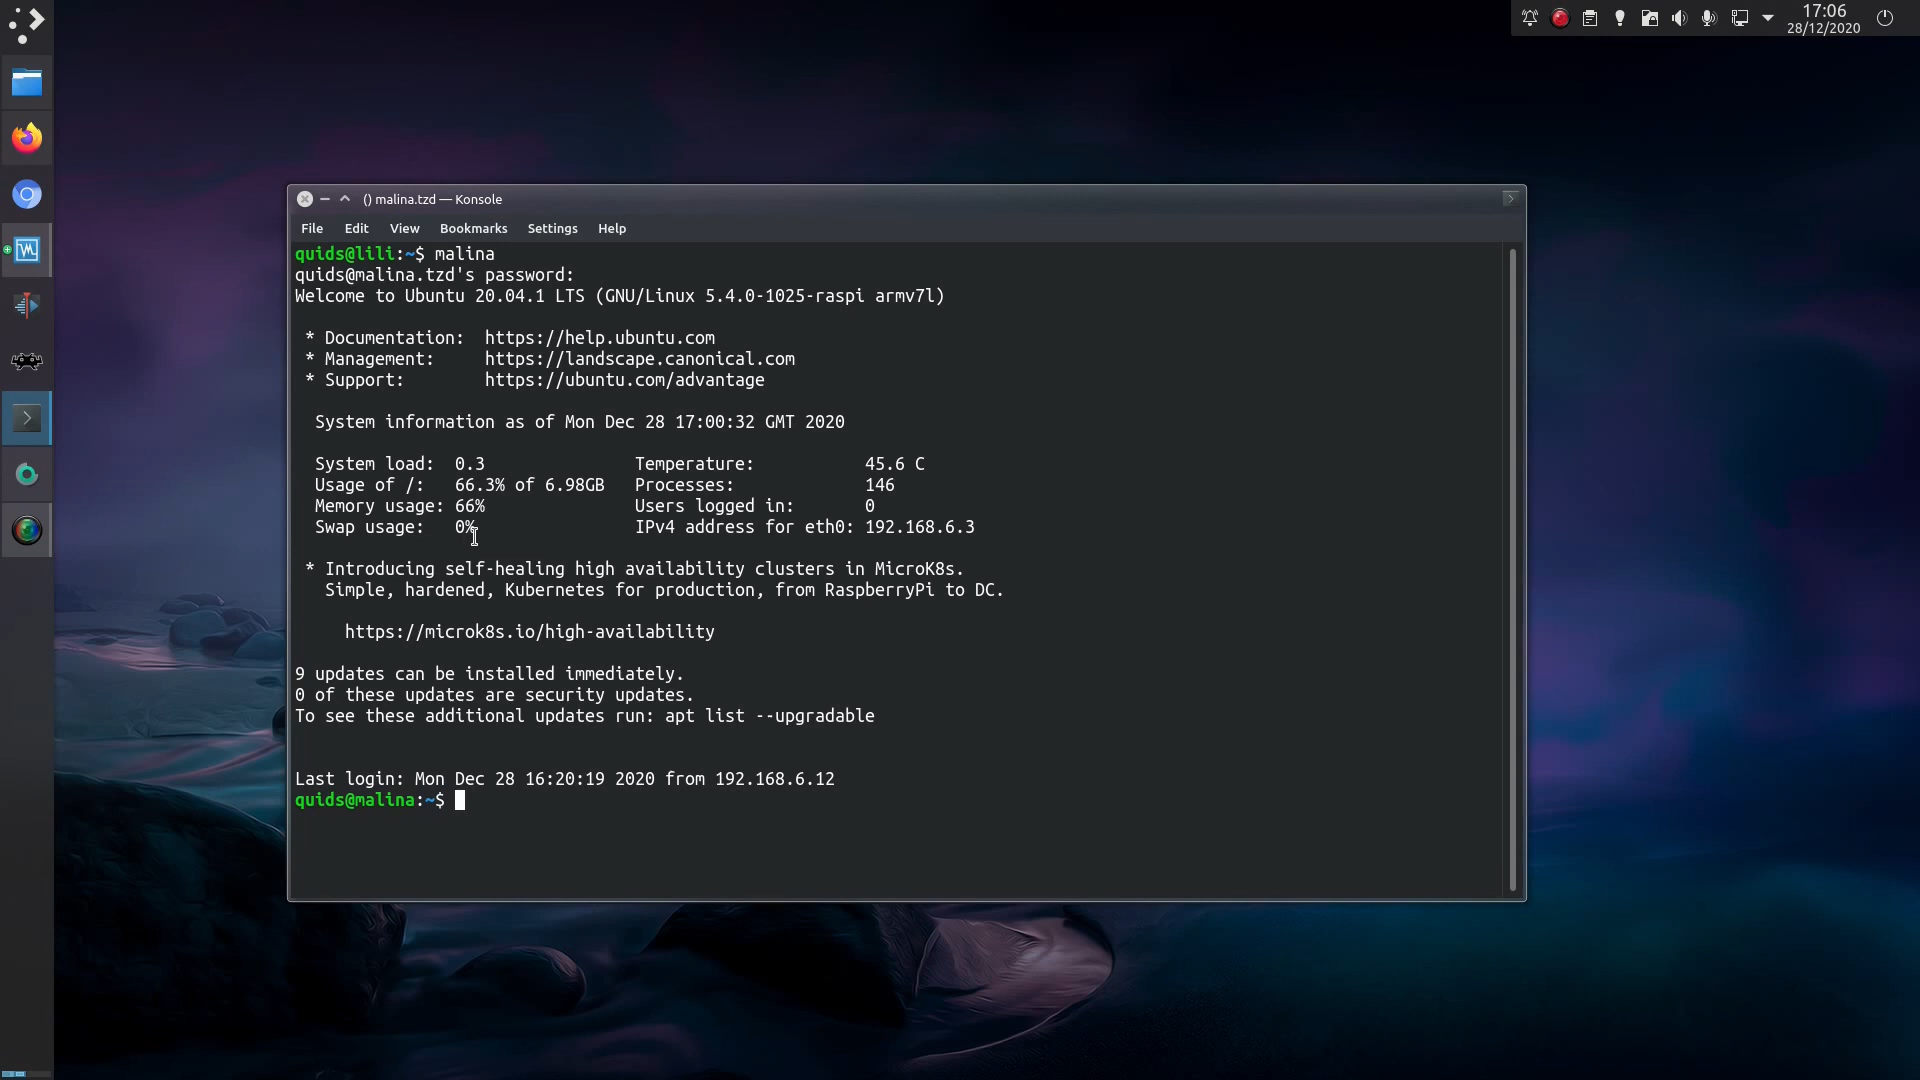 17:06
28/12/2020
() malina.tzd — Konsole
File Edit View Bookmarks Settings Help
quids@lili:~$ malina
quids@malina.tzd's password:
Welcome to Ubuntu 20.04.1 LTS (GNU/Linux 5.4.0-1025-raspi armv7l)
* Documentation:  https://help.ubuntu.com
* Management:     https://landscape.canonical.com
* Support:        https://ubuntu.com/advantage
System information as of Mon Dec 28 17:00:32 GMT 2020
System load:  0.3               Temperature:           45.6 C
Usage of /:   66.3% of 6.98GB   Processes:             146
Memory usage: 66%               Users logged in:       0
Swap usage:   0%                IPv4 address for eth0: 192.168.6.3
* Introducing self-healing high availability clusters in MicroK8s.
Simple, hardened, Kubernetes for production, from RaspberryPi to DC.
https://microk8s.io/high-availability
9 updates can be installed immediately.
0 of these updates are security updates.
To see these additional updates run: apt list --upgradable
Last login: Mon Dec 28 16:20:19 2020 from 192.168.6.12
quids@malina:~$